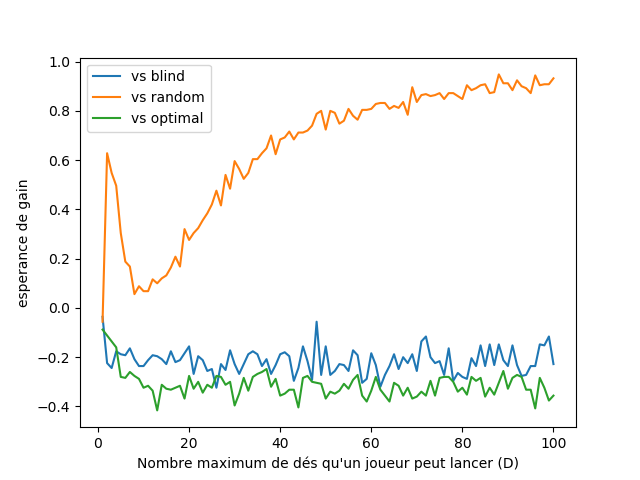 vs blind
vs random
vs optimal
1.0
0.8
0.6
0.4
0.2
0.0
−0.2
−0.4
esperance de gain
0 20 40 60 80 100
Nombre maximum de dés qu'un joueur peut lancer (D)